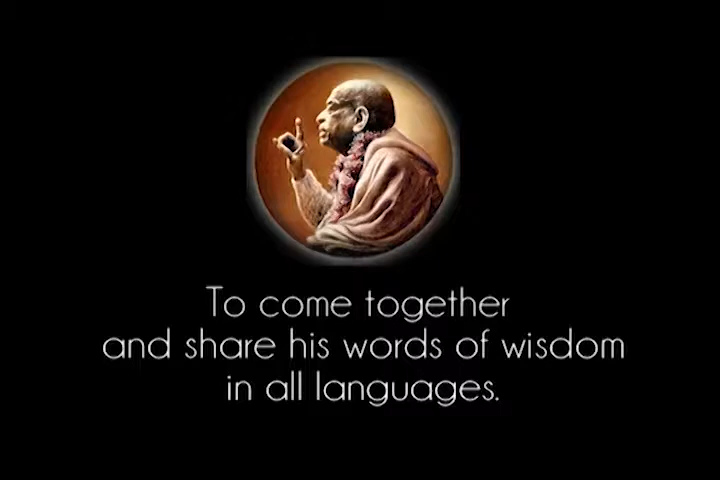 To come together
and share his words of wisdom
in all languages.